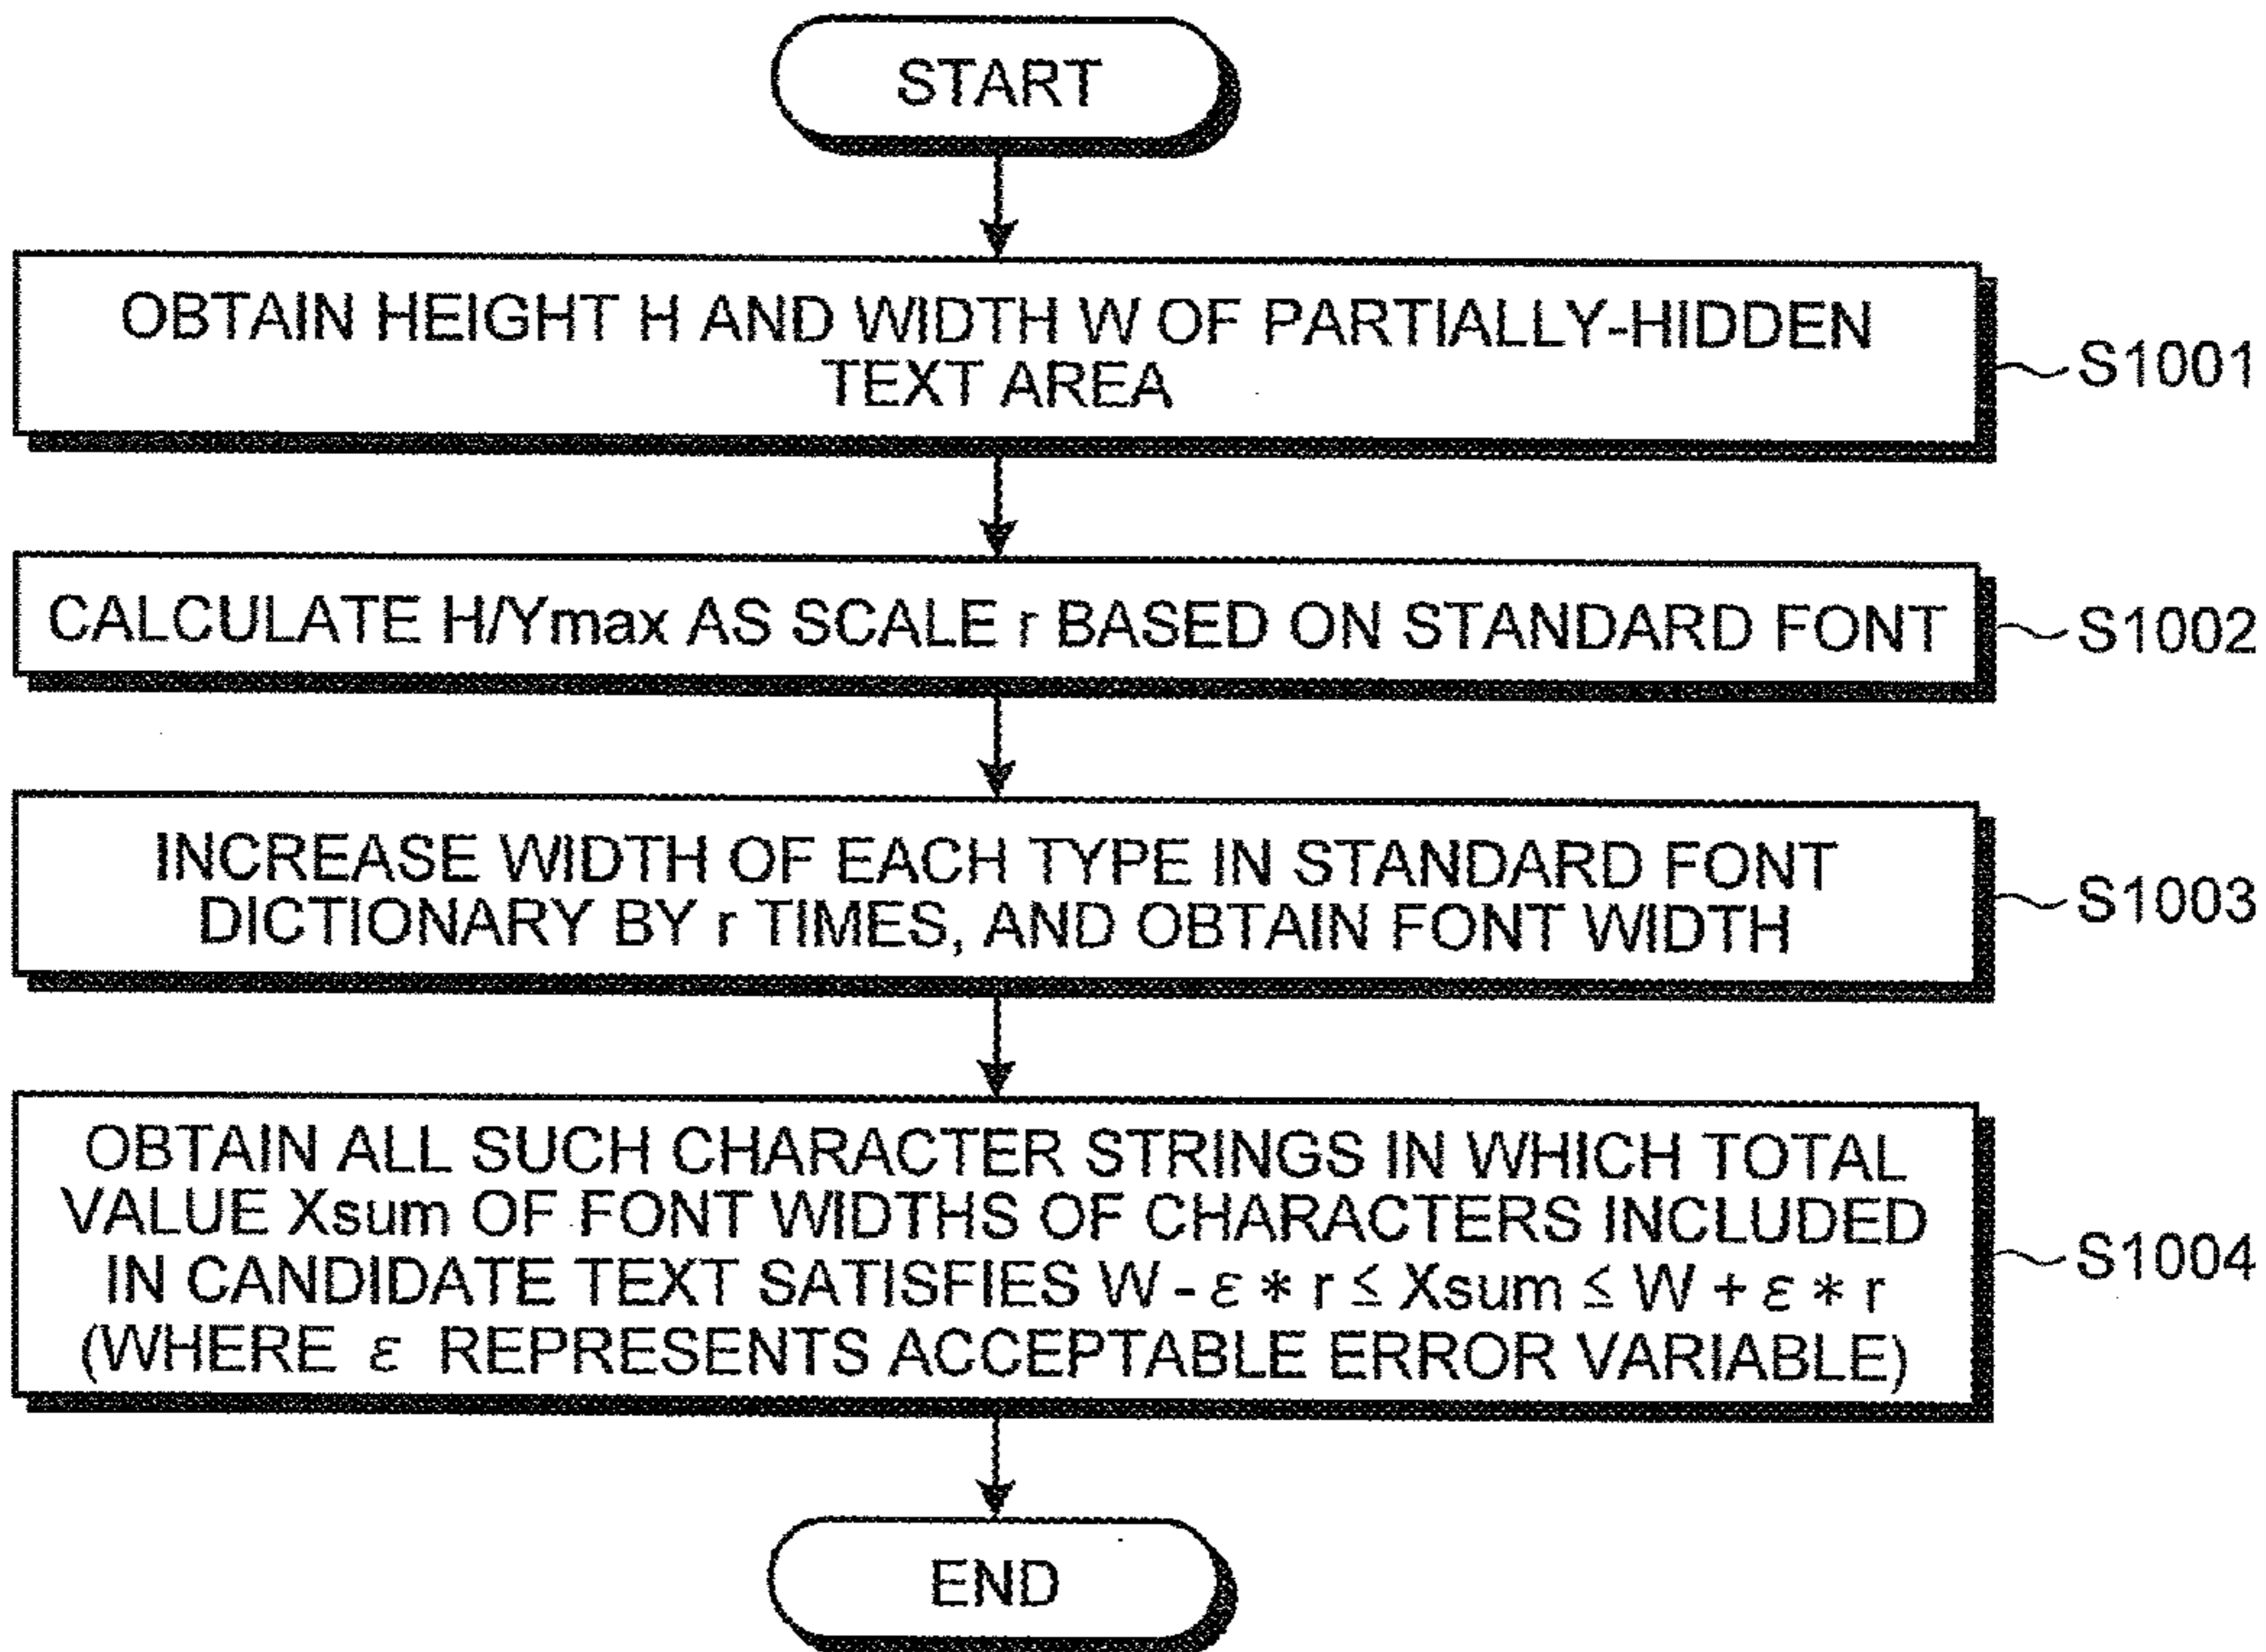 START
OBTAIN HEIGHT H AND WIDTH W OF PARTIALLY-HIDDEN
TEXT AREA
S1001
CALCULATE H/Ymax AS SCALE r BASED ON STANDARD FONT
S1002
INCREASE WIDTH OF EACH TYPE IN STANDARD FONT
DICTIONARY BY r TIMES, AND OBTAIN FONT WIDTH
S1003
OBTAIN ALL SUCH CHARACTER STRINGS IN WHICH TOTAL
VALUE Xsum OF FONT WIDTHS OF CHARACTERS INCLUDED
IN CANDIDATE TEXT SATISFIES W - ε * r ≤ Xsum ≤ W + ε * r
(WHERE ε REPRESENTS ACCEPTABLE ERROR VARIABLE)
S1004
END